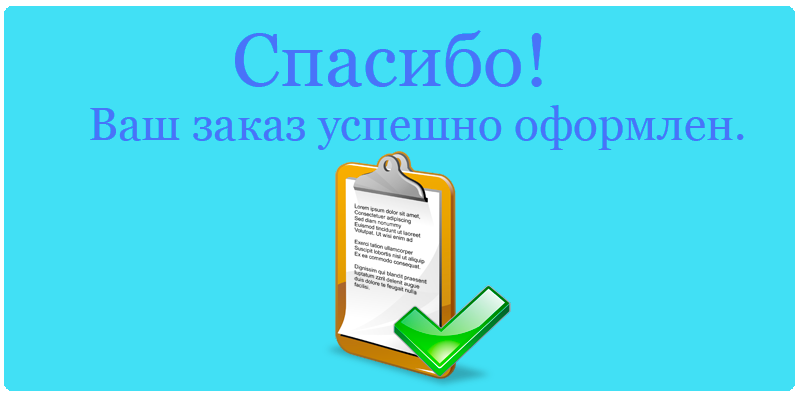 Спасибо!
Ваш заказ успешно оформлен.
Lorem ipsum dolor sit amet,
Consectetuer adipiscing
Sed diam nonummy
Euismod tincidunt ut laoreet
Volutpat. Ut wisi enim ad
Exerci tation ullamcorper
Suscipit lobortis nisl ut aliquip
Ex ea commodo consequat.
Dignissim qui blandit praesent
luptatum zzril delenit augue
duis dolore te feugait nulla
facilisi.